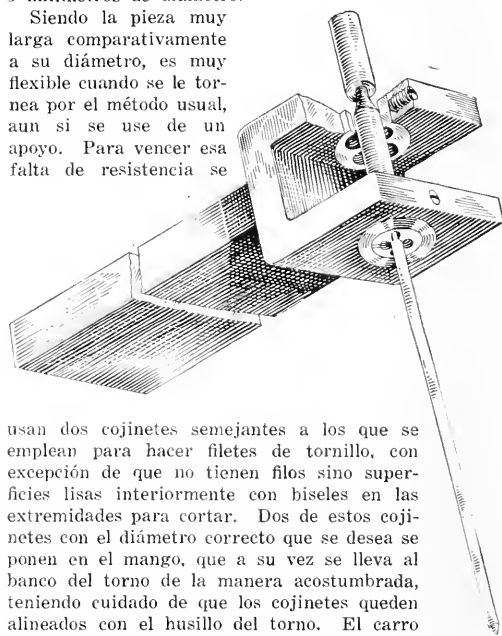 Siendo la pieza muy
larga comparativamente
a su diámetro, es muy
flexible cuando se le tor-
nea por el método usual,
aun si se use de un
apoyo. Para vencer esa
falta de resistencia se
usan dos cojinetes semejantes a los que se
emplean para hacer filetes de tornillo, con
excepción de que no tienen filos sino super-
ficies lisas interiormente con biseles en las
extremidades para cortar. Dos de estos coji-
netes con el diámetro correcto que se desea se
ponen en el mango, que a su vez se lleva al
banco del torno de la manera acostumbrada,
teniendo cuidado de que los cojinetes queden
alineados con el husillo del torno. El carro